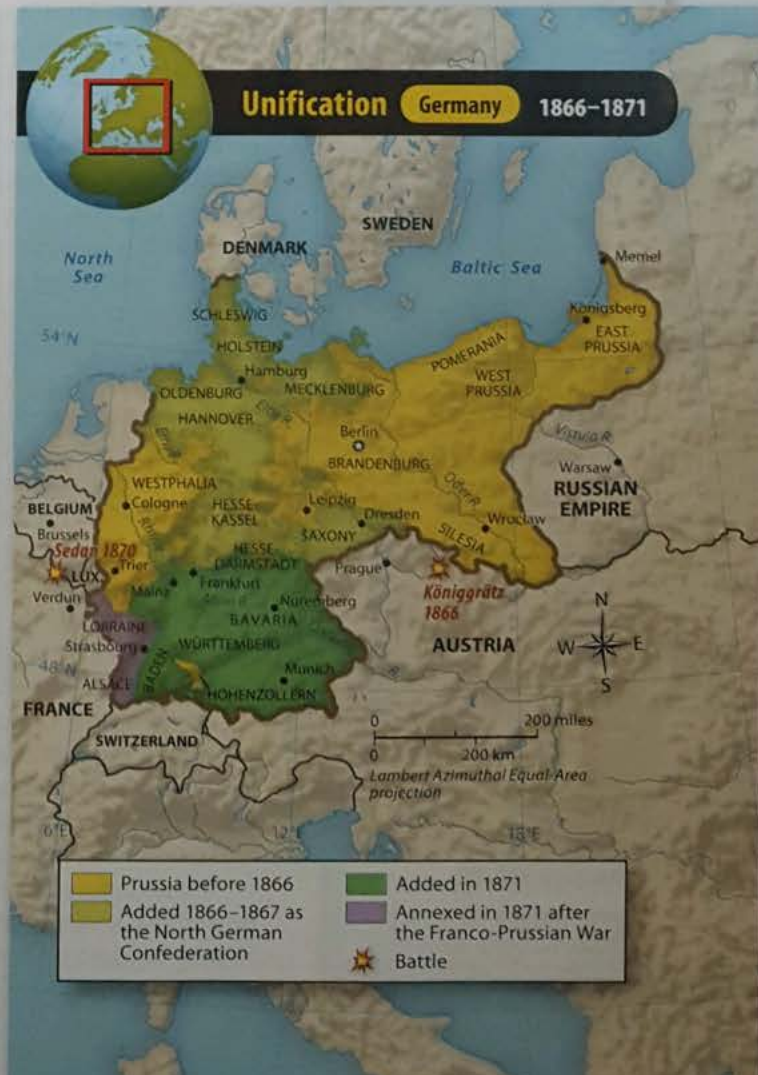 Unification Germany 1866–1871
SWEDEN
DENMARK
North
Sea
Baltic Sea
Memel
Königsberg
EAST
PRUSSIA
SCHLESWIG
54°N
HOLSTEIN
POMERANIA
Hamburg
WEST
PRUSSIA
OLDENBURG
MECKLENBURG
HANNOVER
Elbe R.
Berlin
Vistula R.
BRANDENBURG
Warsaw
WESTPHALIA
Oder R.
RUSSIAN
EMPIRE
BELGIUM
Cologne
HESSE
KASSEL
Leipzig
Dresden
Wrocław
Brussels
SAXONY
SILESIA
Sedan 1870
HESSE
DARMSTADT
LUX.
Trier
Frankfurt
Prague
Königgrätz
1866
Verdun
Mainz
Nuremberg
BAVARIA
LORRAINE
Strasbourg
WÜRTTEMBERG
AUSTRIA
N
W
E
S
48°N
BADEN
Munich
ALSACE
HOHENZOLLERN
FRANCE
SWITZERLAND
0 200 miles
0 200 km
Lambert Azimuthal Equal-Area
projection
6°E
12°E
18°E
Prussia before 1866
Added 1866–1867 as
the North German
Confederation
Added in 1871
Annexed in 1871 after
the Franco-Prussian War
Battle